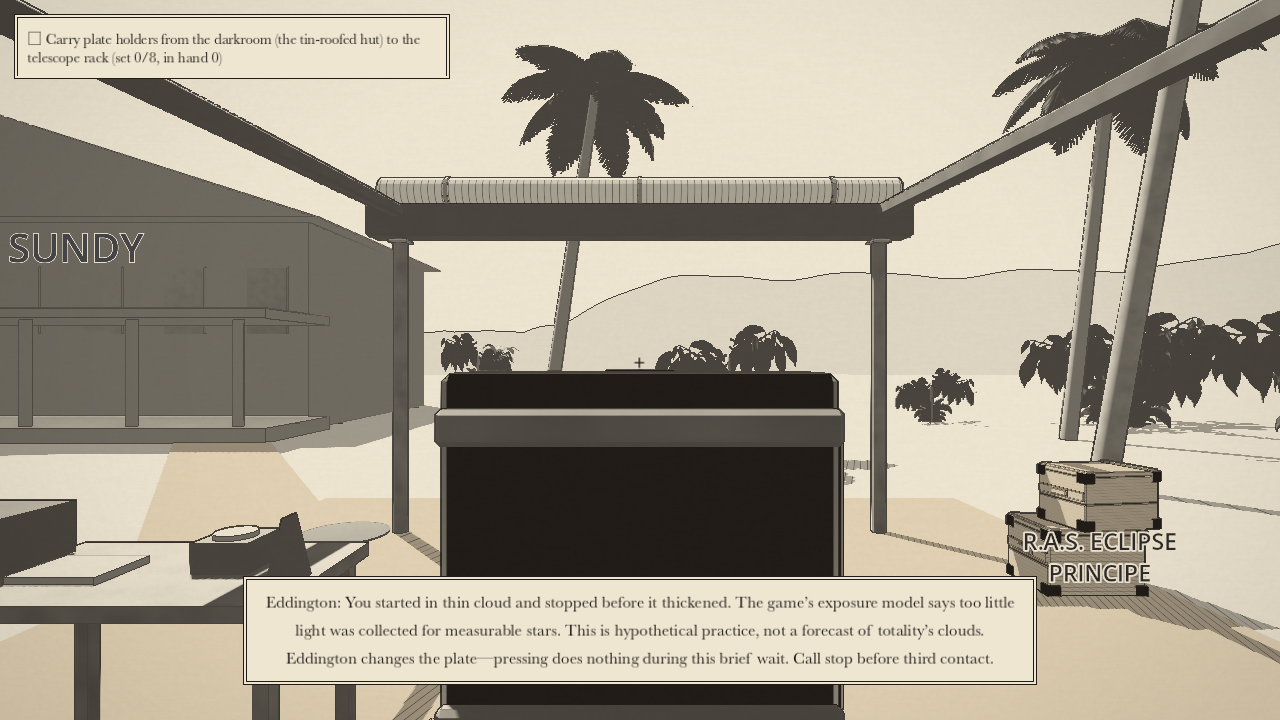 ☐ Carry plate holders from the darkroom (the tin-roofed hut) to the
telescope rack (set 0/8, in hand 0)
SUNDY
R.A.S. ECLIPSE
PRINCIPE
Eddington: You started in thin cloud and stopped before it thickened. The game's exposure model says too little
light was collected for measurable stars. This is hypothetical practice, not a forecast of totality's clouds.
Eddington changes the plate—pressing does nothing during this brief wait. Call stop before third contact.